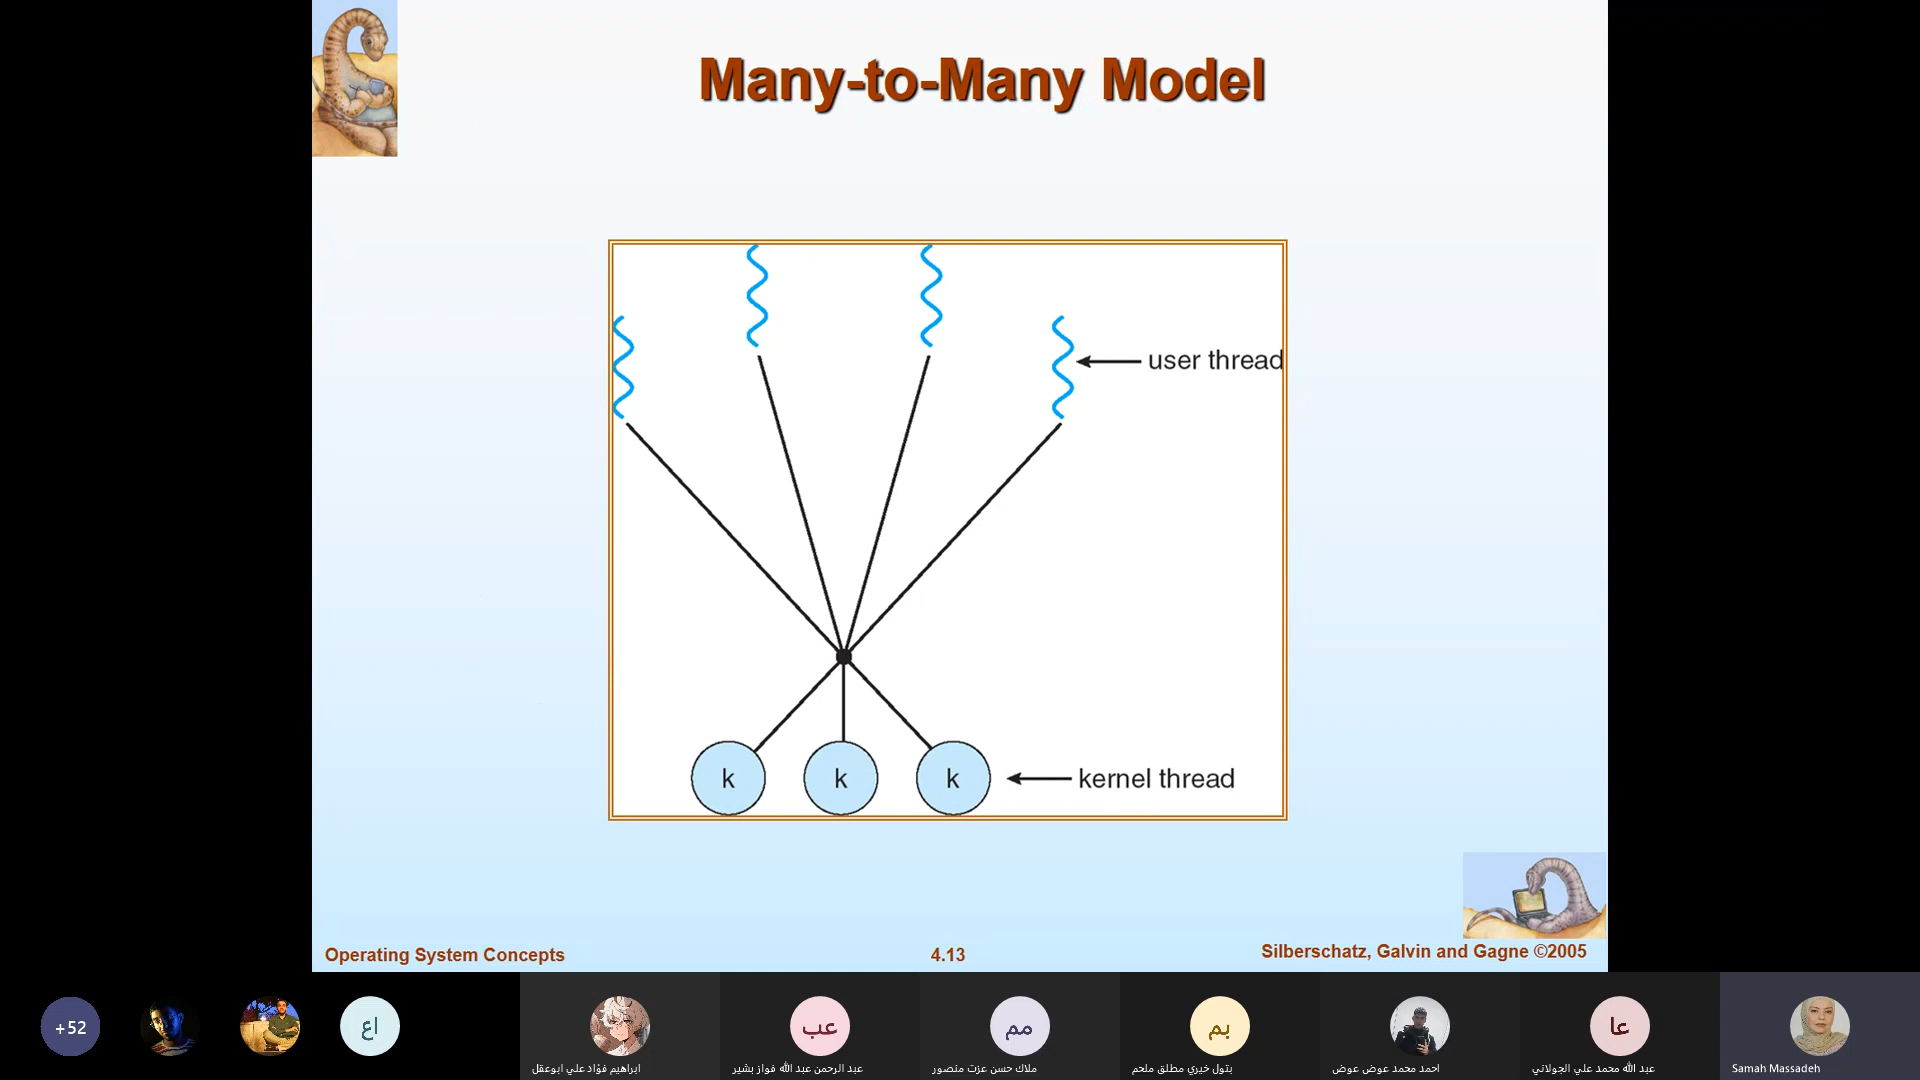 Many-to-Many Model
user thread
k k k
kernel thread
Operating System Concepts
4.13
Silberschatz, Galvin and Gagne ©2005
+52
اع
عب
مم
بم
عا
ابراهيم فؤاد علي ابوعقل
عبد الرحمن عبد الله فواز بشير
ملاك حسن عزت منصور
بتول خيري مطلق ملحم
احمد محمد عوض عوض
عبد الله محمد علي الجولاني
Samah Massadeh